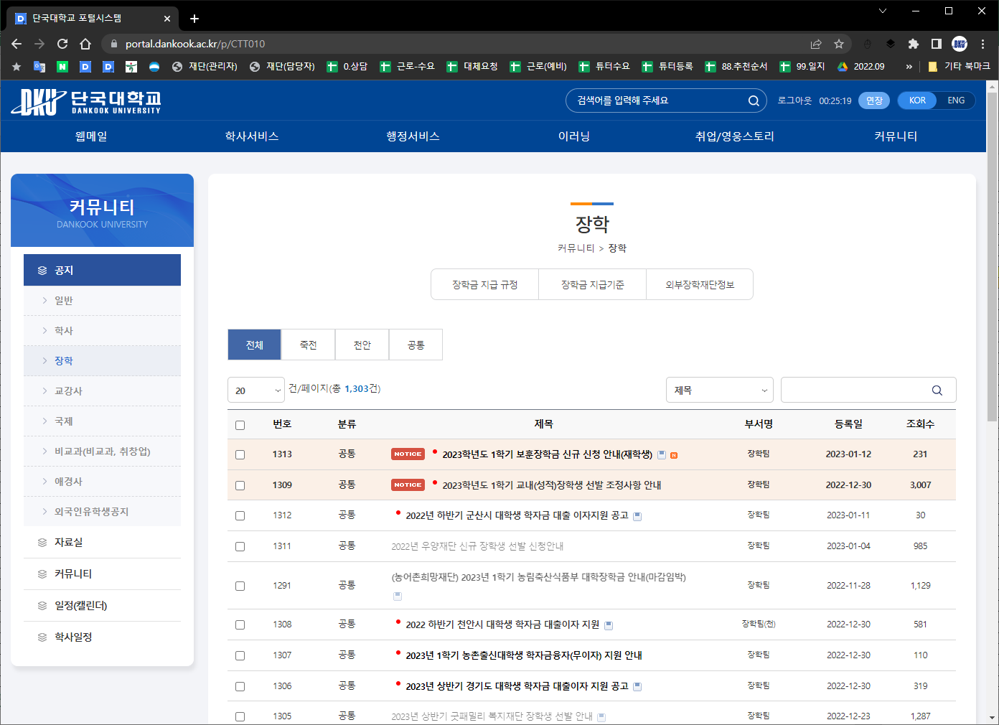 단국대학교 포털시스템
portal.dankook.ac.kr/p/CTT010
재단(관리자) 재단(담당자) 0.상담 근로-수요 대체요청 근로(예비) 튜터수요 튜터등록 88.추천순서 99.일지 2022.09 » 기타 북마크
DKU 단국대학교 DANKOOK UNIVERSITY
검색어를 입력해 주세요 로그아웃 00:25:19 연장 KOR ENG
웹메일 학사서비스 행정서비스 이러닝 취업/영웅스토리 커뮤니티
커뮤니티
DANKOOK UNIVERSITY
공지
일반
학사
장학
교강사
국제
비교과(비교과, 취창업)
애경사
외국인유학생공지
자료실
커뮤니티
일정(캘린더)
학사일정
장학
커뮤니티 > 장학
장학금 지급 규정 장학금 지급기준 외부장학재단정보
전체 죽전 천안 공통
20 건/페이지(총 1,303건) 제목
번호 분류 제목 부서명 등록일 조회수
1313 공통 NOTICE 2023학년도 1학기 보훈장학금 신규 신청 안내(재학생) N 장학팀 2023-01-12 231
1309 공통 NOTICE 2023학년도 1학기 교내(성적)장학생 선발 조정사항 안내 장학팀 2022-12-30 3,007
1312 공통 2022년 하반기 군산시 대학생 학자금 대출 이자지원 공고 장학팀 2023-01-11 30
1311 공통 2022년 우양재단 신규 장학생 선발 신청안내 장학팀 2023-01-04 985
1291 공통 (농어촌희망재단) 2023년 1학기 농림축산식품부 대학장학금 안내(마감임박) 장학팀 2022-11-28 1,129
1308 공통 2022 하반기 천안시 대학생 학자금 대출이자 지원 장학팀(천) 2022-12-30 581
1307 공통 2023년 1학기 농촌출신대학생 학자금융자(무이자) 지원 안내 장학팀 2022-12-30 110
1306 공통 2023년 상반기 경기도 대학생 학자금 대출이자 지원 공고 장학팀 2022-12-30 319
1305 공통 2023년 상반기 굿패밀리 복지재단 장학생 선발 안내 장학팀 2022-12-23 1,287